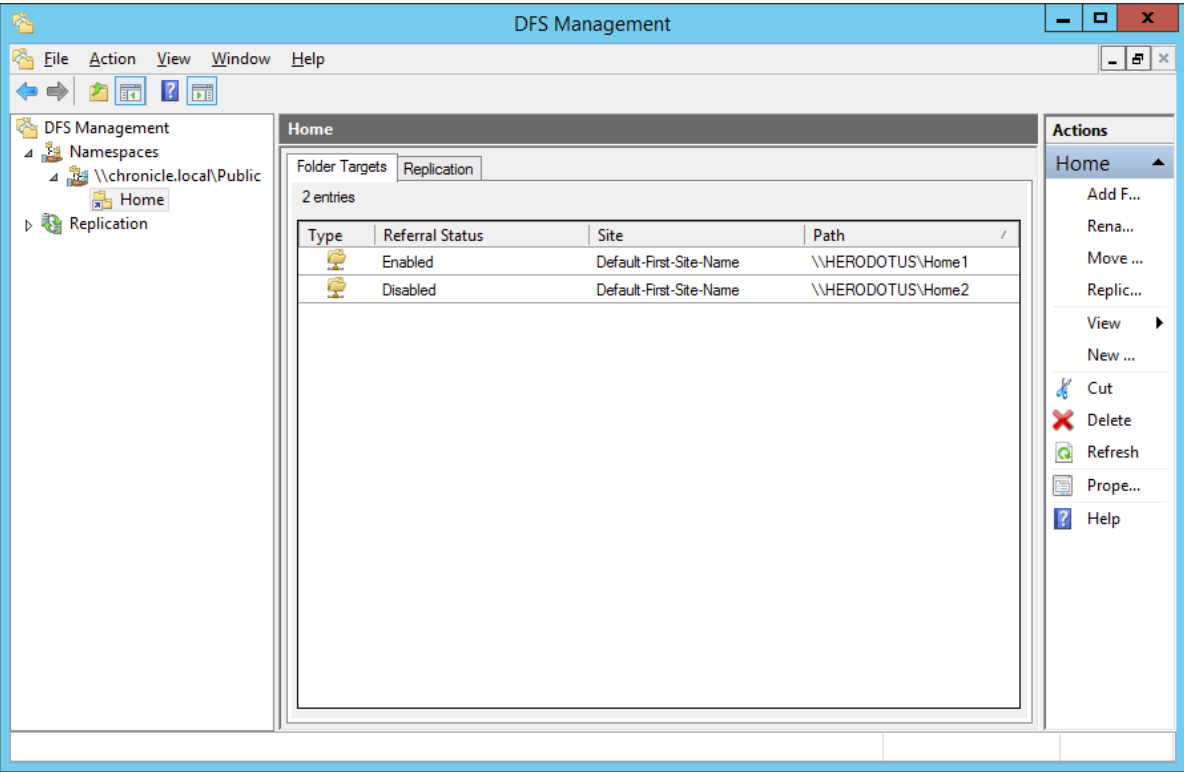 DFS Management
File Action View Window Help
DFS Management
Namespaces
\\chronicle.local\Public
Home
Replication
Home
Folder Targets Replication
2 entries
Type Referral Status Site Path
Enabled Default-First-Site-Name \\HERODOTUS\Home1
Disabled Default-First-Site-Name \\HERODOTUS\Home2
Actions
Home
Add F...
Rena...
Move ...
Replic...
View
New ...
Cut
Delete
Refresh
Prope...
Help